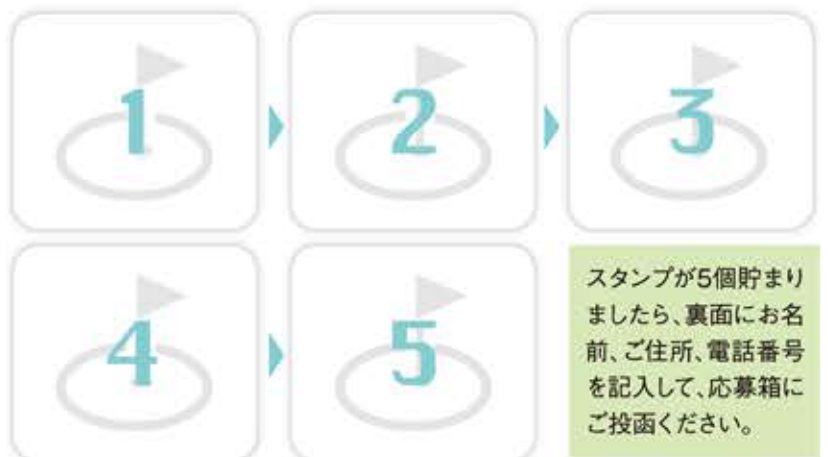 1
2
3
4
5
スタンプが5個貯まり
ましたら、裏面にお名
前、ご住所、電話番号
を記入して、応募箱に
ご投函ください。